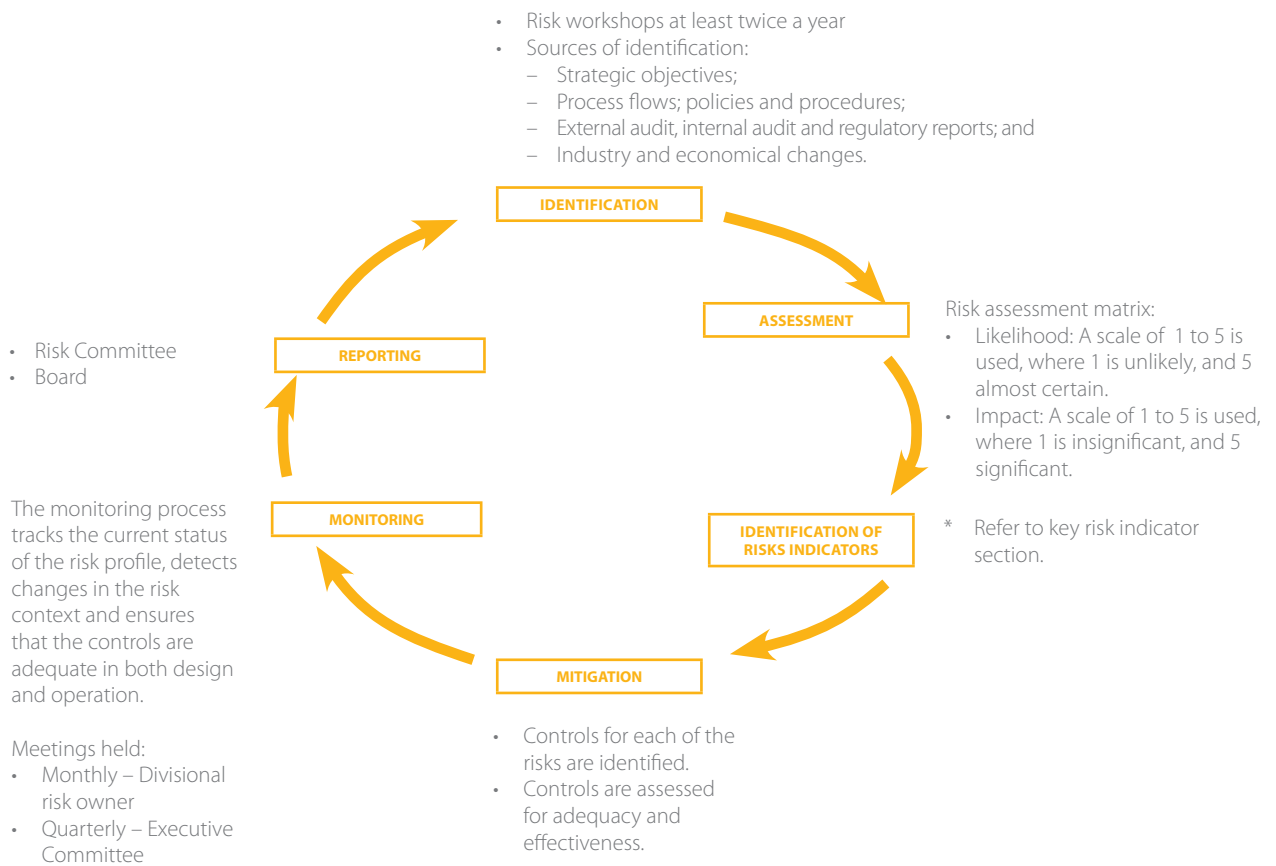 • Risk workshops at least twice a year
• Sources of identification:
– Strategic objectives;
– Process flows; policies and procedures;
– External audit, internal audit and regulatory reports; and
– Industry and economical changes.
IDENTIFICATION
ASSESSMENT
Risk assessment matrix:
• Likelihood: A scale of 1 to 5 is
used, where 1 is unlikely, and 5
almost certain.
• Impact: A scale of 1 to 5 is used,
where 1 is insignificant, and 5
significant.
IDENTIFICATION OF
RISKS INDICATORS
* Refer to key risk indicator
section.
MITIGATION
• Controls for each of the
risks are identified.
• Controls are assessed
for adequacy and
effectiveness.
MONITORING
The monitoring process
tracks the current status
of the risk profile, detects
changes in the risk
context and ensures
that the controls are
adequate in both design
and operation.
Meetings held:
• Monthly – Divisional
risk owner
• Quarterly – Executive
Committee
REPORTING
• Risk Committee
• Board